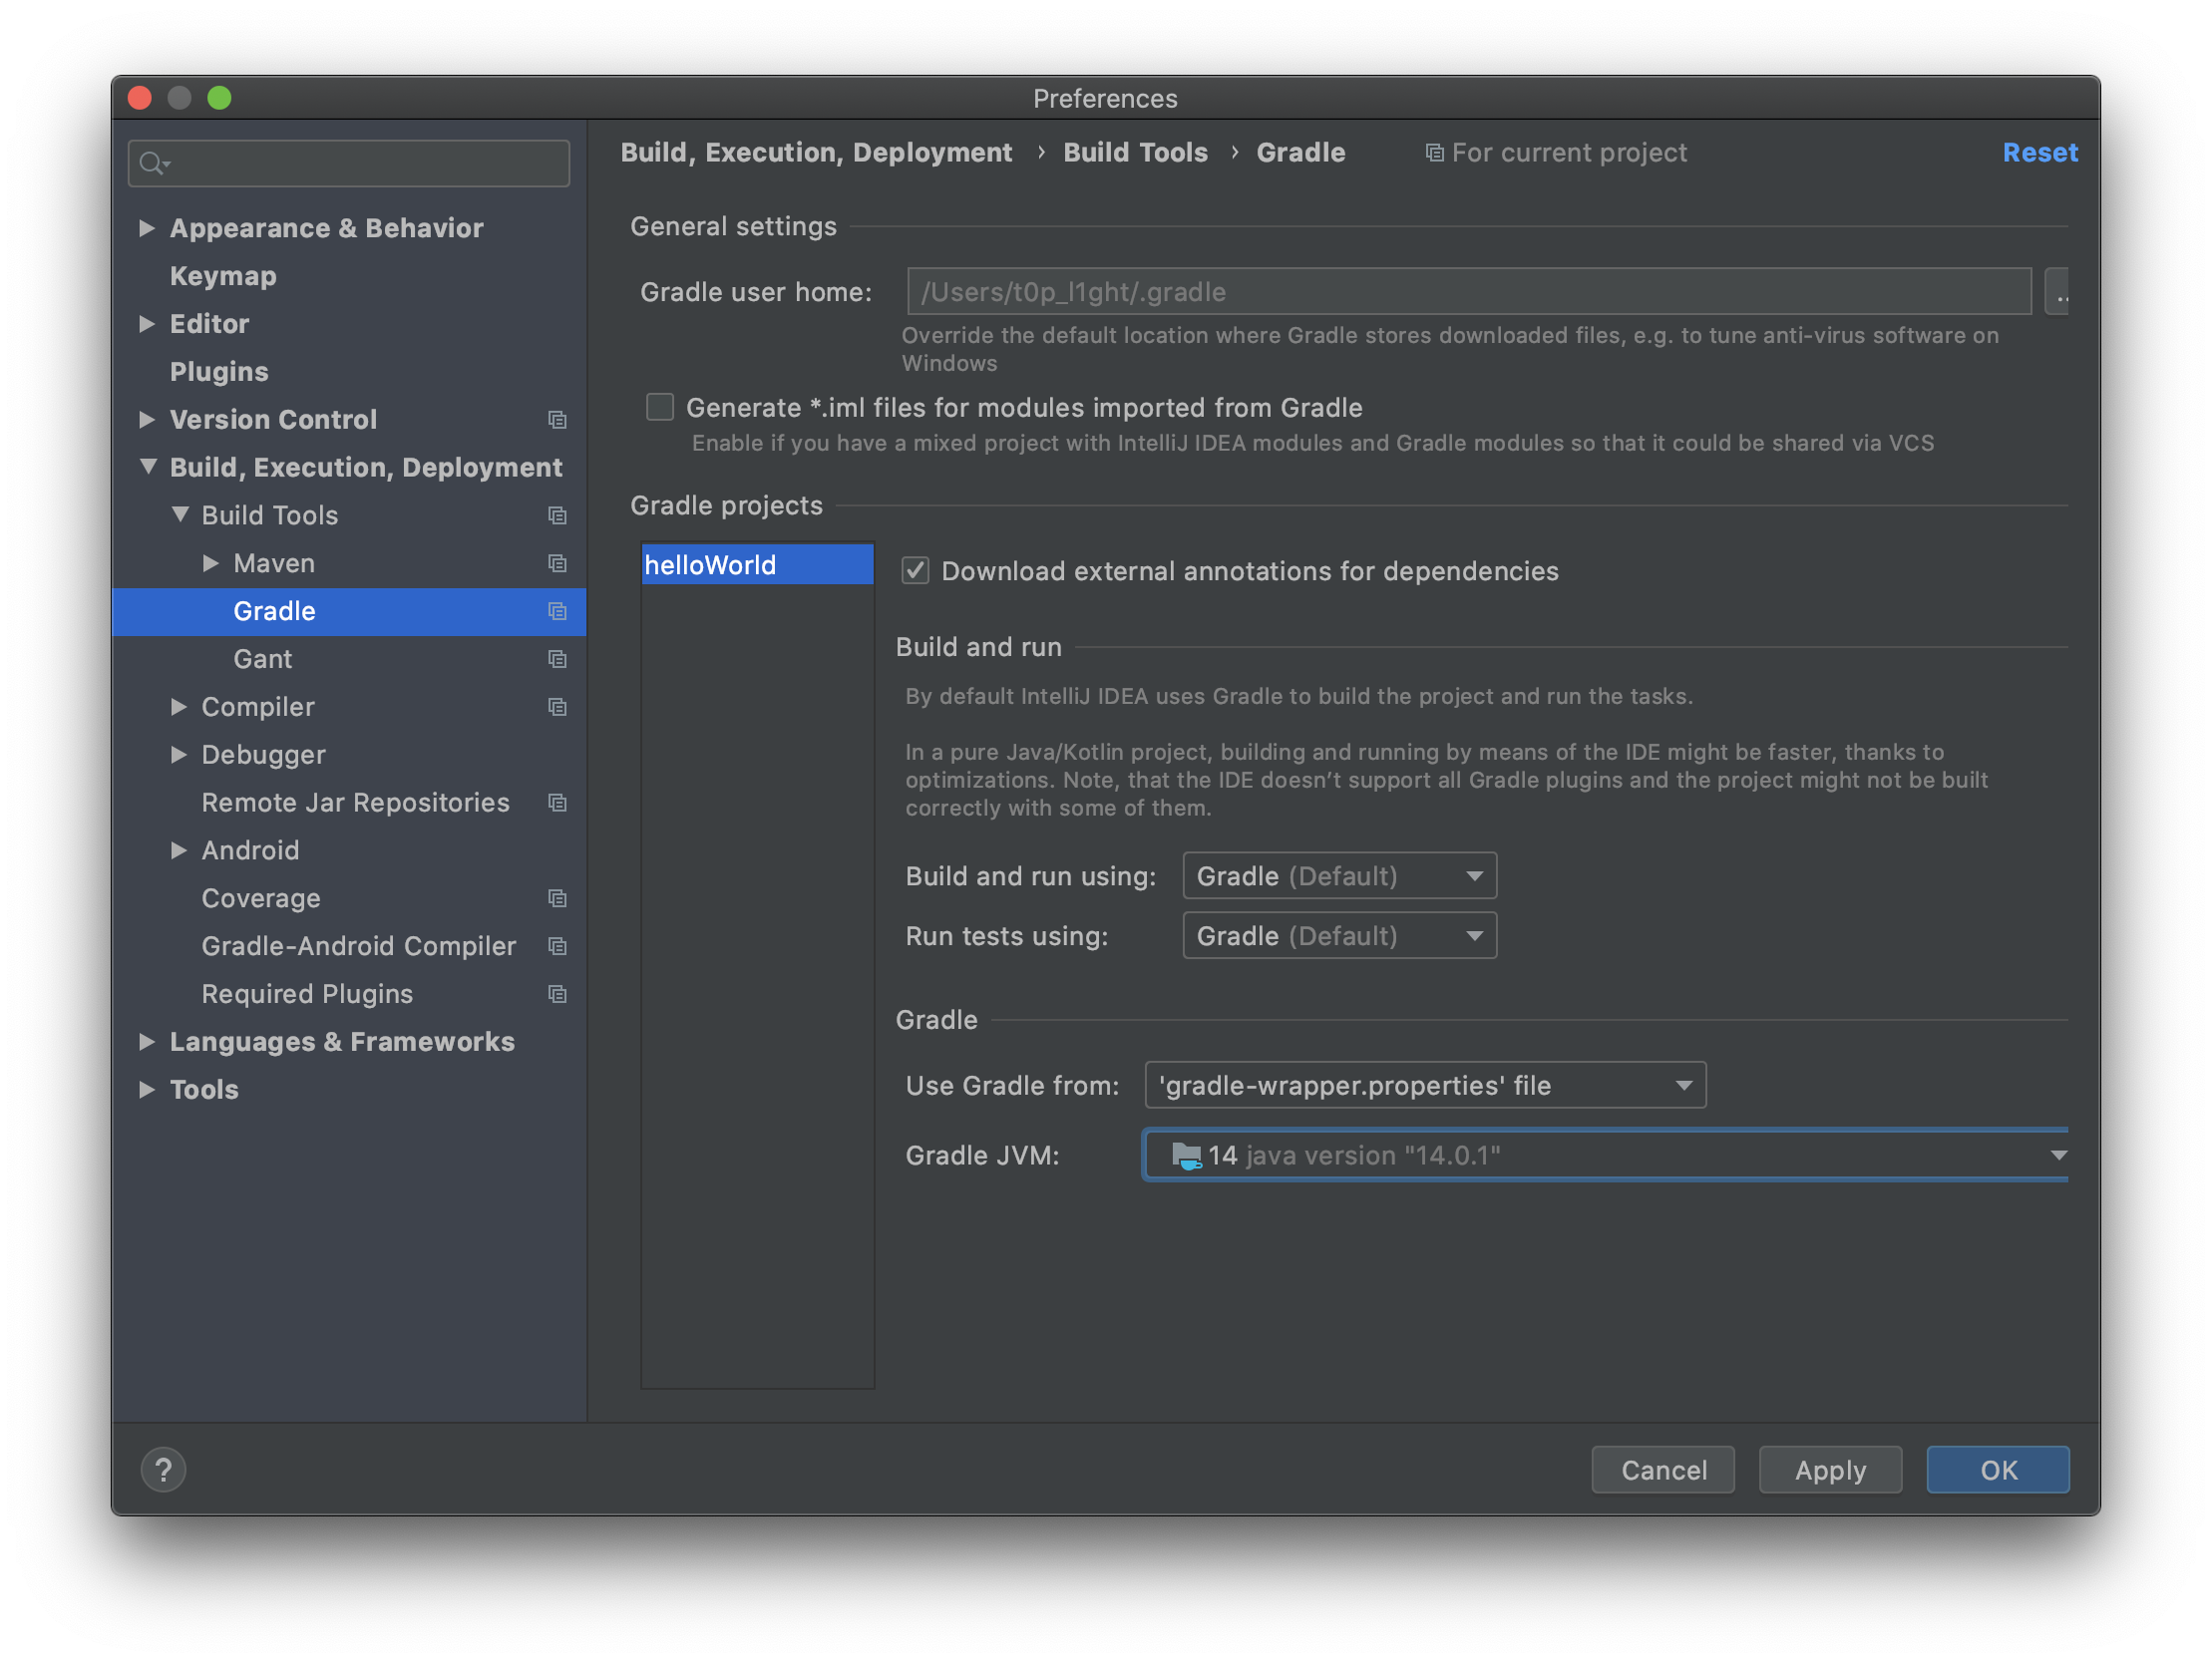 Preferences
Build, Execution, Deployment › Build Tools › Gradle For current project Reset
Appearance & Behavior
Keymap
Editor
Plugins
Version Control
Build, Execution, Deployment
Build Tools
Maven
Gradle
Gant
Compiler
Debugger
Remote Jar Repositories
Android
Coverage
Gradle-Android Compiler
Required Plugins
Languages & Frameworks
Tools
General settings
Gradle user home: /Users/t0p_l1ght/.gradle ..
Override the default location where Gradle stores downloaded files, e.g. to tune anti-virus software on
Windows
Generate *.iml files for modules imported from Gradle
Enable if you have a mixed project with IntelliJ IDEA modules and Gradle modules so that it could be shared via VCS
Gradle projects
helloWorld
Download external annotations for dependencies
Build and run
By default IntelliJ IDEA uses Gradle to build the project and run the tasks.
In a pure Java/Kotlin project, building and running by means of the IDE might be faster, thanks to
optimizations. Note, that the IDE doesn’t support all Gradle plugins and the project might not be built
correctly with some of them.
Build and run using: Gradle (Default)
Run tests using: Gradle (Default)
Gradle
Use Gradle from: 'gradle-wrapper.properties' file
Gradle JVM: 14 java version "14.0.1"
? Cancel Apply OK